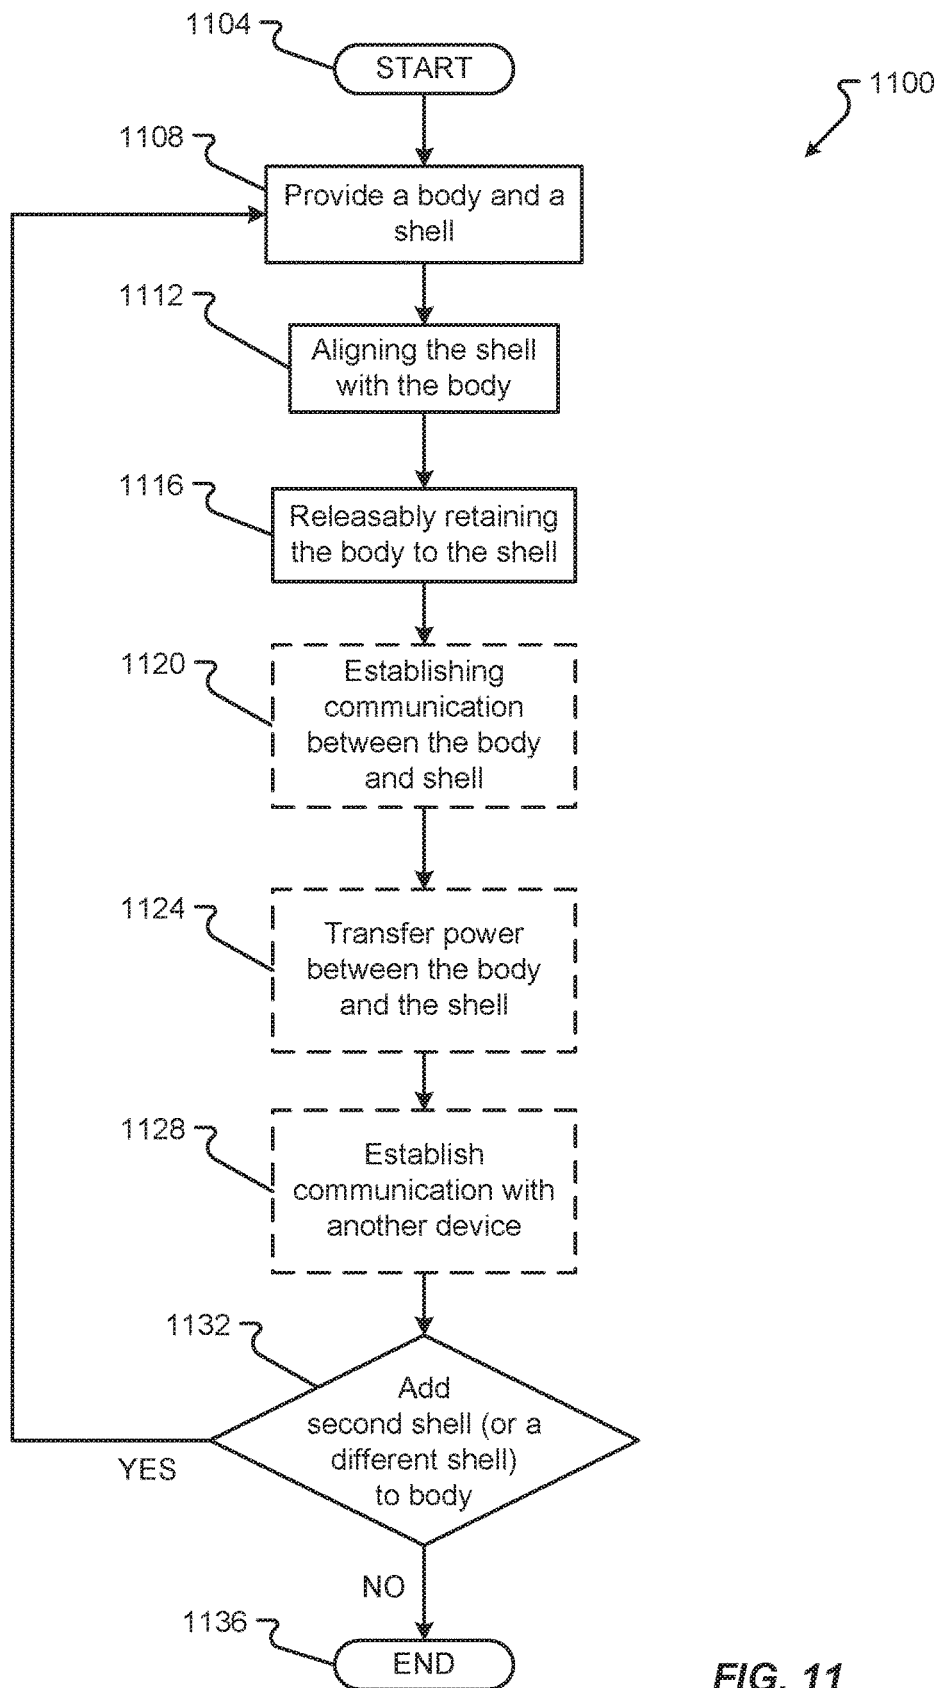 1104
START
1100
1108
Provide a body and a
shell
1112
Aligning the shell
with the body
1116
Releasably retaining
the body to the shell
1120
Establishing
communication
between the body
and shell
1124
Transfer power
between the body
and the shell
1128
Establish
communication with
another device
1132
Add
second shell (or a
different shell)
to body
YES
NO
1136
END
FIG. 11